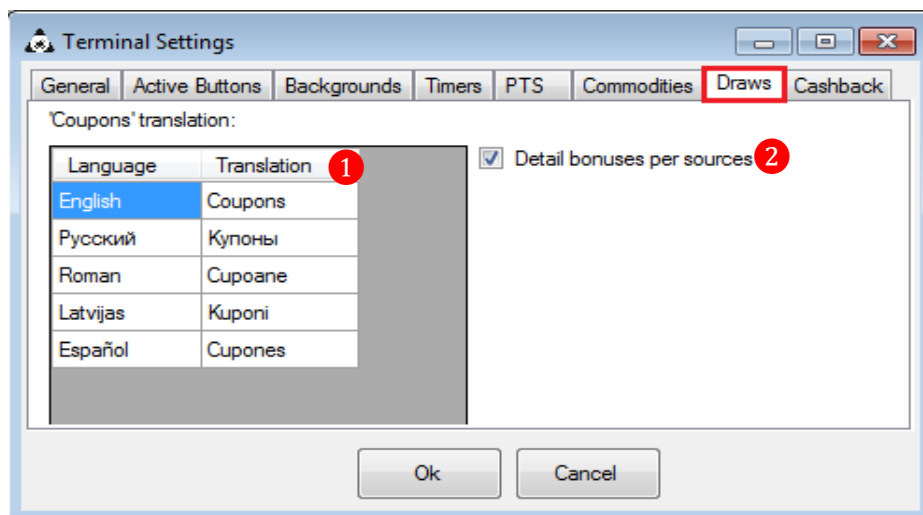 Terminal Settings
General Active Buttons Backgrounds Timers PTS Commodities Draws Cashback
'Coupons' translation:
Language Translation 1
Detail bonuses per sources 2
English Coupons
Русский Купоны
Roman Cupoane
Latvijas Kuponi
Español Cupones
Ok Cancel